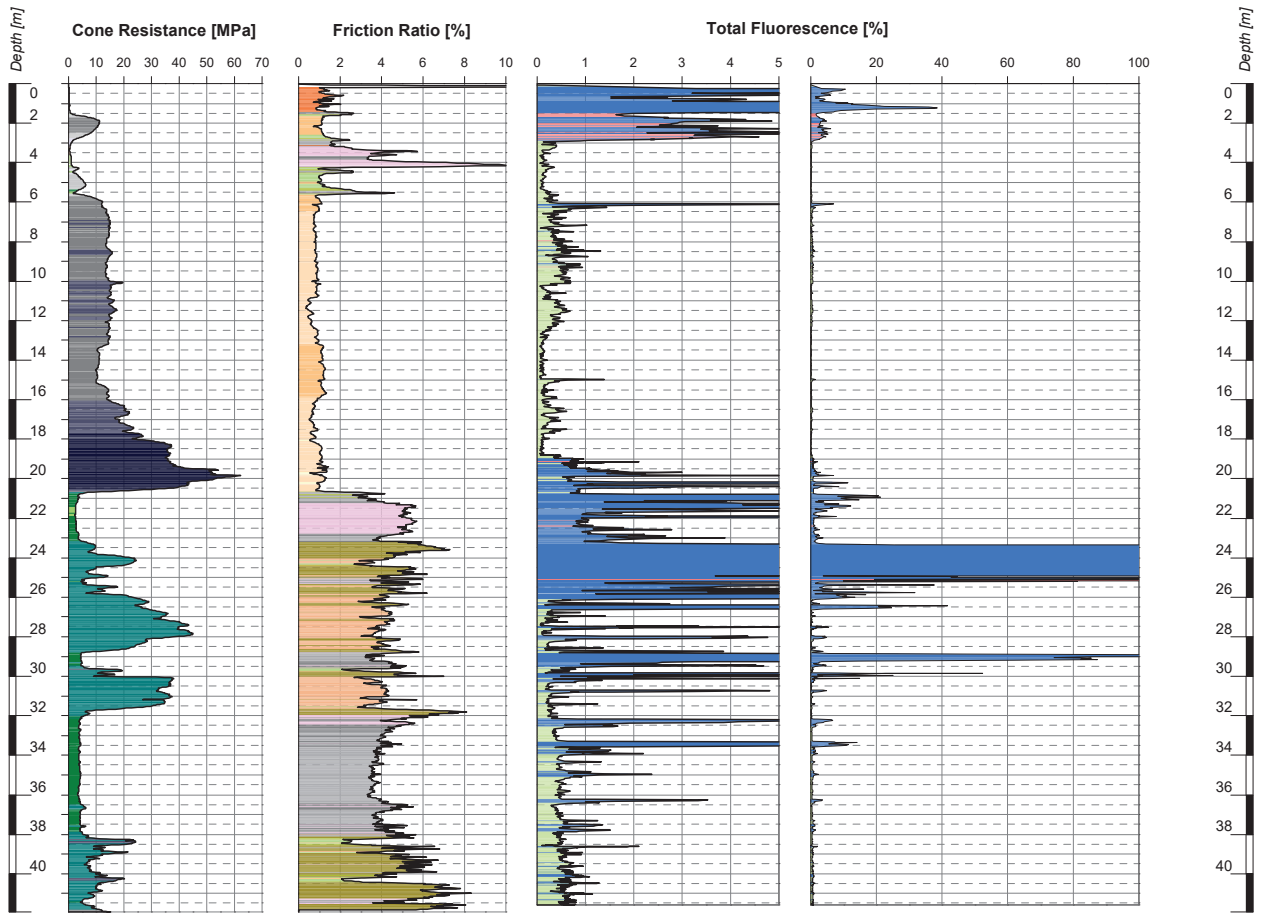 Depth [m]
Cone Resistance [MPa]
Friction Ratio [%]
Total Fluorescence [%]
Depth [m]
0 10 20 30 40 50 60 70
0 2 4 6 8 10
0 1 2 3 4 5
0 20 40 60 80 100
0 0
2 2
4 4
6 6
8 8
10 10
12 12
14 14
16 16
18 18
20 20
22 22
24 24
26 26
28 28
30 30
32 32
34 34
36 36
38 38
40 40